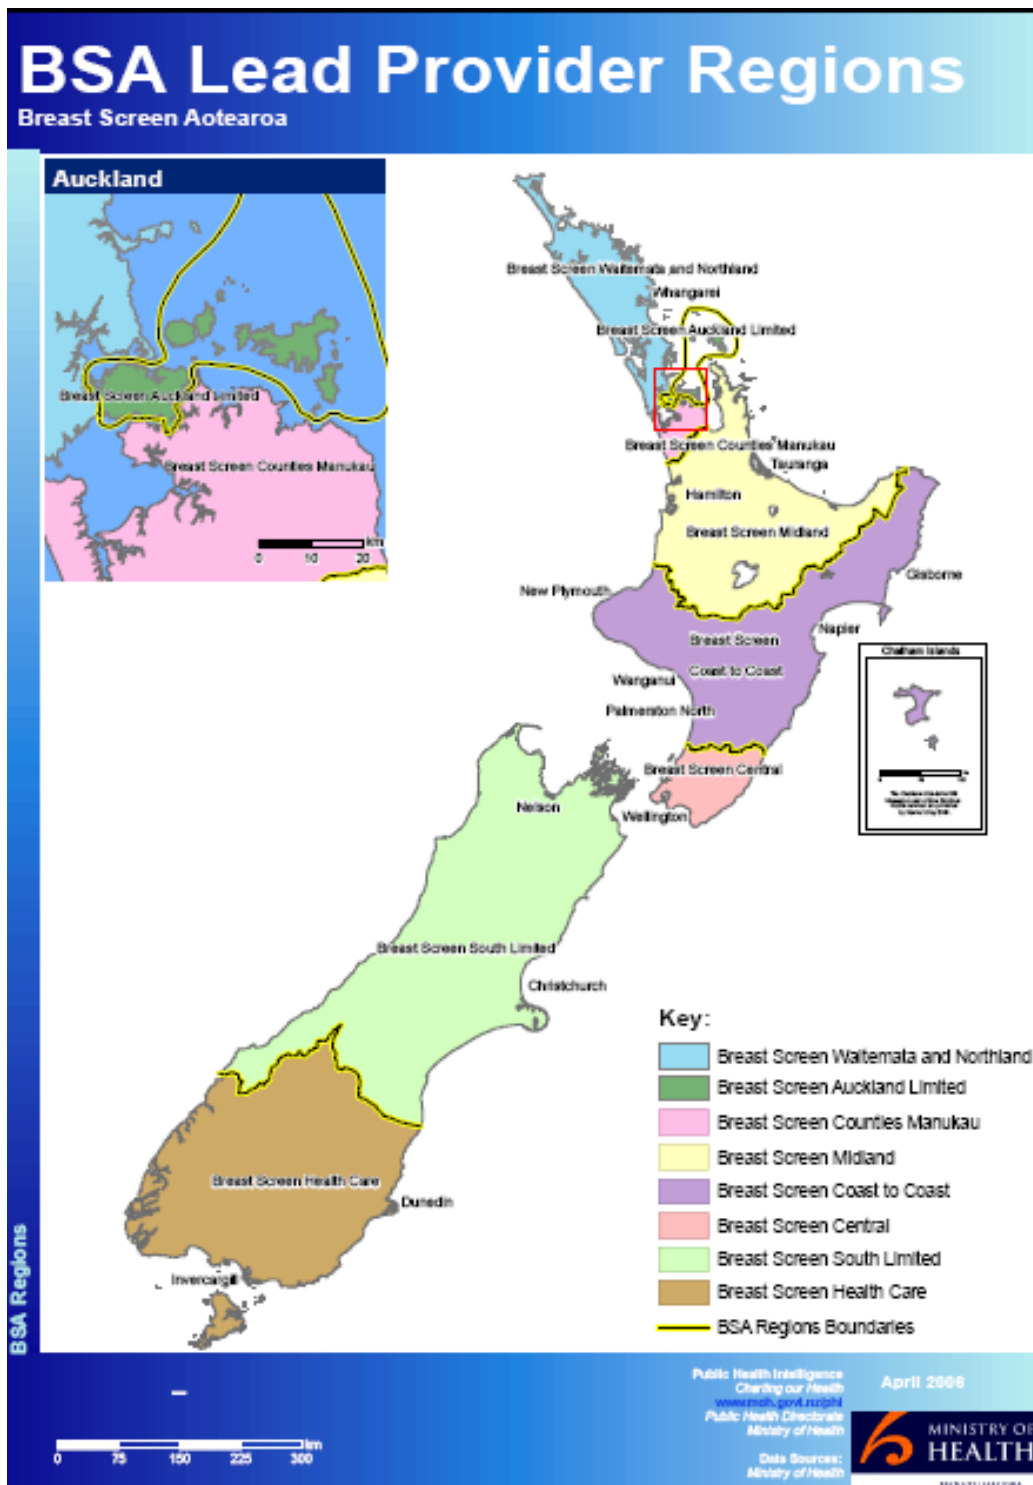 BSA Lead Provider Regions
Breast Screen Aotearoa
Auckland
Breast Screen Auckland Limited
Breast Screen Counties Manukau
km
0 10 20
Breast Screen Waitemata and Northland
Whangarei
Breast Screen Auckland Limited
Breast Screen Counties Manukau
Tauranga
Hamilton
Breast Screen Midland
Gisborne
New Plymouth
Napier
Breast Screen
Coast to Coast
Wanganui
Palmerston North
Chatham Islands
Breast Screen Central
Nelson
Wellington
Breast Screen South Limited
Christchurch
Breast Screen Health Care
Dunedin
Invercargill
Key:
Breast Screen Waitemata and Northland
Breast Screen Auckland Limited
Breast Screen Counties Manukau
Breast Screen Midland
Breast Screen Coast to Coast
Breast Screen Central
Breast Screen South Limited
Breast Screen Health Care
BSA Regions Boundaries
BSA Regions
km
0 75 150 225 300
Public Health Intelligence
Charting our Health
www.moh.govt.nz/phi
Public Health Directorate
Ministry of Health
Data Sources:
Ministry of Health
April 2008
MINISTRY OF
HEALTH